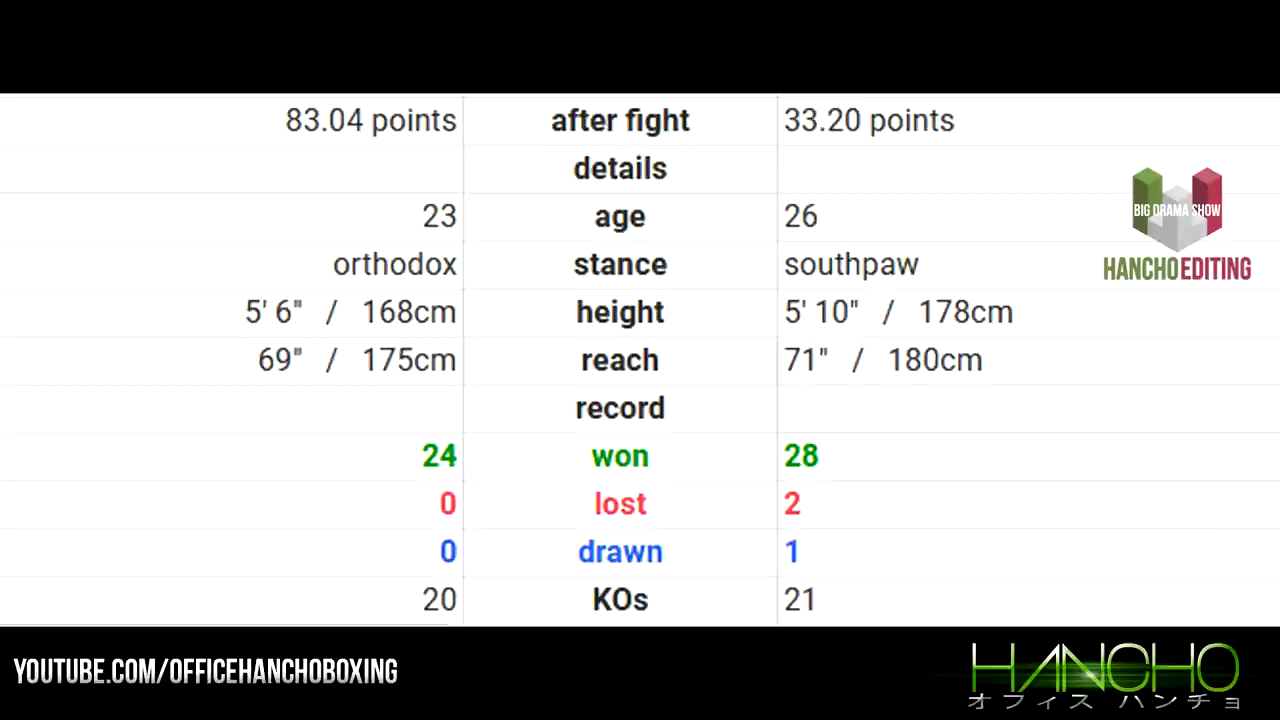 83.04 points after fight 33.20 points
details
23 age 26
orthodox stance southpaw
5' 6" / 168cm height 5' 10" / 178cm
69" / 175cm reach 71" / 180cm
record
24 won 28
0 lost 2
0 drawn 1
20 KOs 21
BIG DRAMA SHOW
HANCHO EDITING
YOUTUBE.COM/OFFICEHANCHOBOXING
HANCHO
オフィス ハンチョ